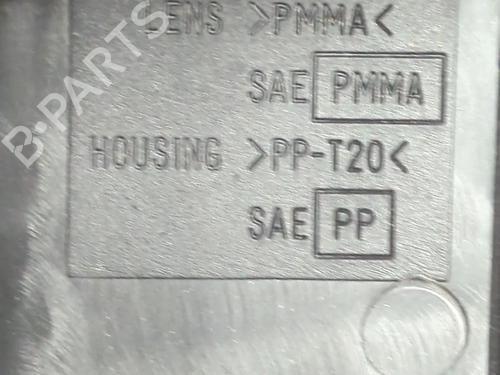 LENS >PMMA<
SAE PMMA
HOUSING >PP-T20<
SAE PP
B-PARTS